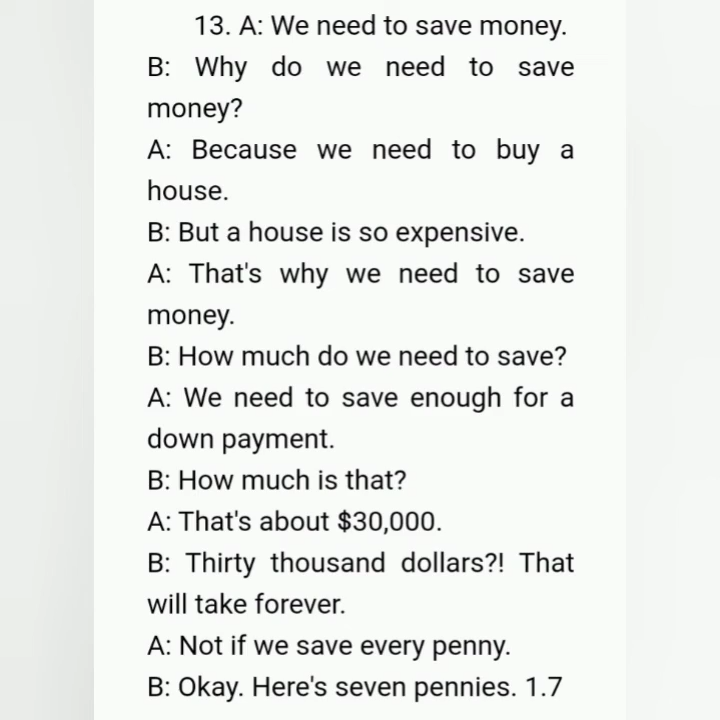 13. A: We need to save money.
B: Why do we need to save
money?
A: Because we need to buy a
house.
B: But a house is so expensive.
A: That's why we need to save
money.
B: How much do we need to save?
A: We need to save enough for a
down payment.
B: How much is that?
A: That's about $30,000.
B: Thirty thousand dollars?! That
will take forever.
A: Not if we save every penny.
B: Okay. Here's seven pennies. 1.7